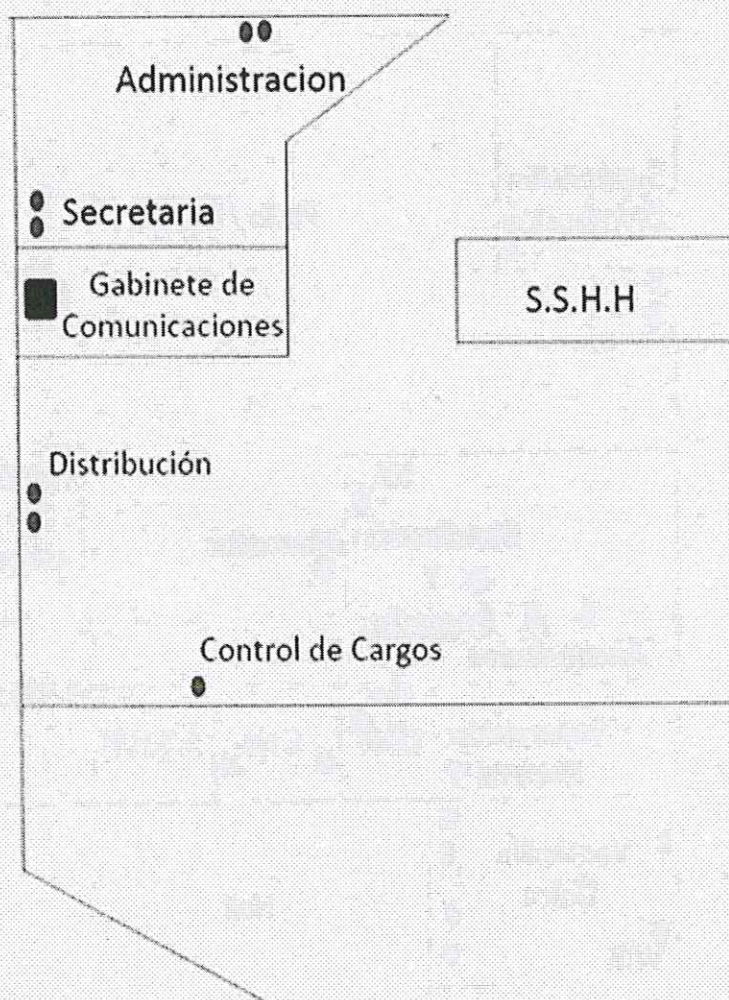 Administracion
Secretaria
Gabinete de
Comunicaciones
S.S.H.H
Distribución
Control de Cargos